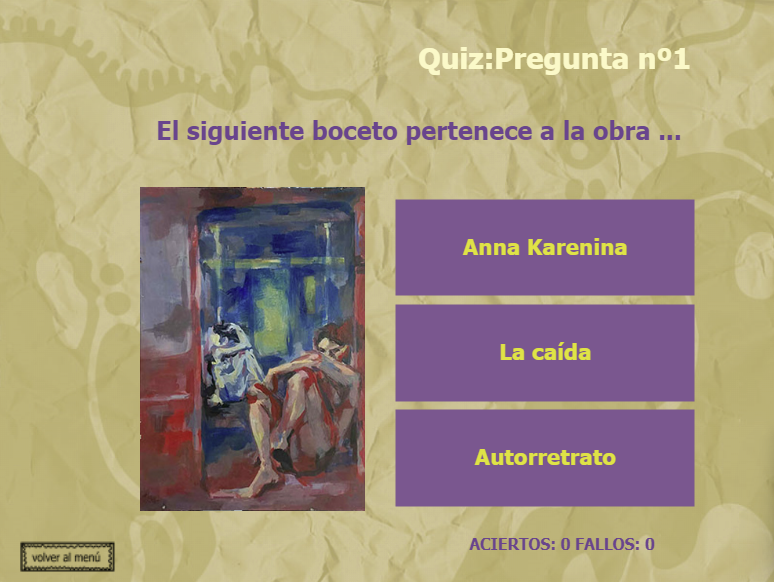 Quiz:Pregunta nº1
El siguiente boceto pertenece a la obra ...
Anna Karenina
La caída
Autorretrato
ACIERTOS: 0 FALLOS: 0
volver al menú